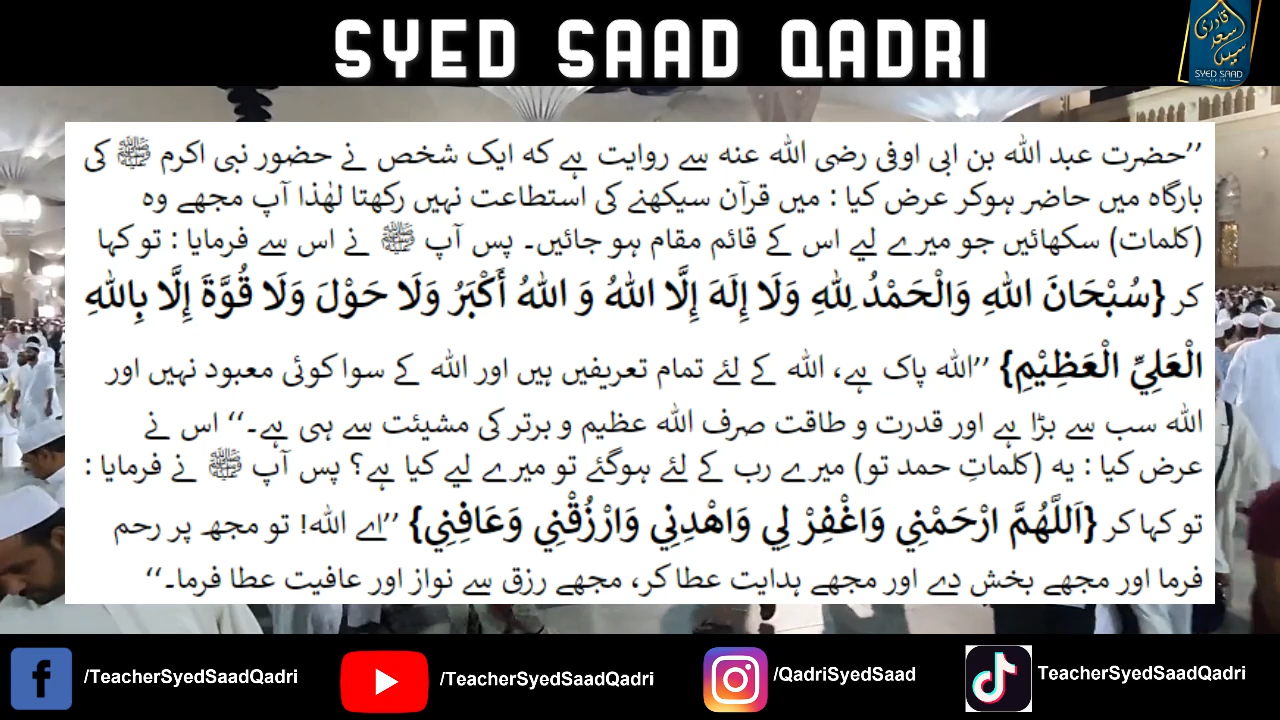 SYED SAAD QADRI
قادری
سعد
سید
SYED SAAD
QADRI
’’حضرت عبد اللہ بن ابی اوفی رضی اللہ عنہ سے روایت ہے کہ ایک شخص نے حضور نبی اکرم ﷺ کی
بارگاہ میں حاضر ہوکر عرض کیا : میں قرآن سیکھنے کی استطاعت نہیں رکھتا لھٰذا آپ مجھے وہ
(کلمات) سکھائیں جو میرے لیے اس کے قائم مقام ہو جائیں۔ پس آپ ﷺ نے اس سے فرمایا : تو کہا
کر {سُبْحَانَ اللهِ وَالْحَمْدُ ِللهِ وَلَا إِلَهَ إِلَّا اللهُ وَ اللهُ أَكْبَرُ وَلَا حَوْلَ وَلَا قُوَّةَ إِلَّا بِاللهِ
الْعَلِيِّ الْعَظِيْمِ} ’’اللہ پاک ہے، اللہ کے لئے تمام تعریفیں ہیں اور اللہ کے سوا کوئی معبود نہیں اور
اللہ سب سے بڑا ہے اور قدرت و طاقت صرف اللہ عظیم و برتر کی مشیئت سے ہی ہے۔‘‘ اس نے
عرض کیا : یہ (کلماتِ حمد تو) میرے رب کے لئے ہوگئے تو میرے لیے کیا ہے؟ پس آپ ﷺ نے فرمایا :
تو کہا کر {اَللَّهُمَّ ارْحَمْنِي وَاغْفِرْ لِي وَاهْدِنِي وَارْزُقْنِي وَعَافِنِي} ’’اے اللہ! تو مجھ پر رحم
فرما اور مجھے بخش دے اور مجھے ہدایت عطا کر، مجھے رزق سے نواز اور عافیت عطا فرما۔‘‘
/TeacherSyedSaadQadri
/TeacherSyedSaadQadri
/QadriSyedSaad
TeacherSyedSaadQadri